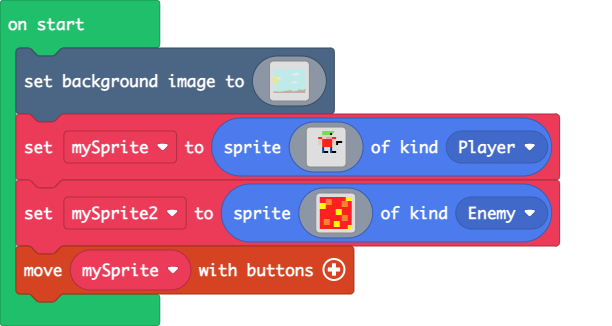 on start
set background image to
set mySprite to sprite of kind Player
set mySprite2 to sprite of kind Enemy
move mySprite with buttons